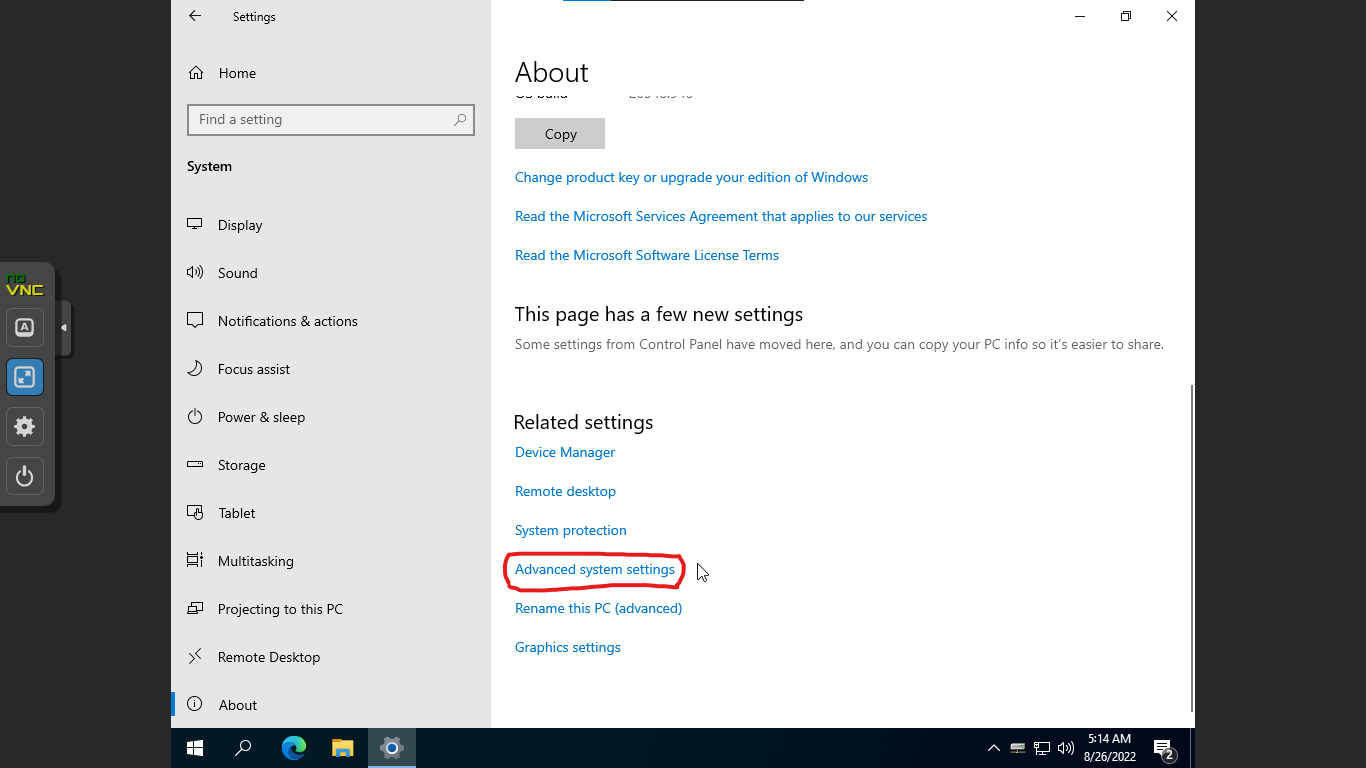 Settings
Home
Find a setting
System
Display
Sound
Notifications & actions
Focus assist
Power & sleep
Storage
Tablet
Multitasking
Projecting to this PC
Remote Desktop
About
About
Copy
Change product key or upgrade your edition of Windows
Read the Microsoft Services Agreement that applies to our services
Read the Microsoft Software License Terms
This page has a few new settings
Some settings from Control Panel have moved here, and you can copy your PC info so it's easier to share.
Related settings
Device Manager
Remote desktop
System protection
Advanced system settings
Rename this PC (advanced)
Graphics settings
no
VNC
A
5:14 AM
8/26/2022
2